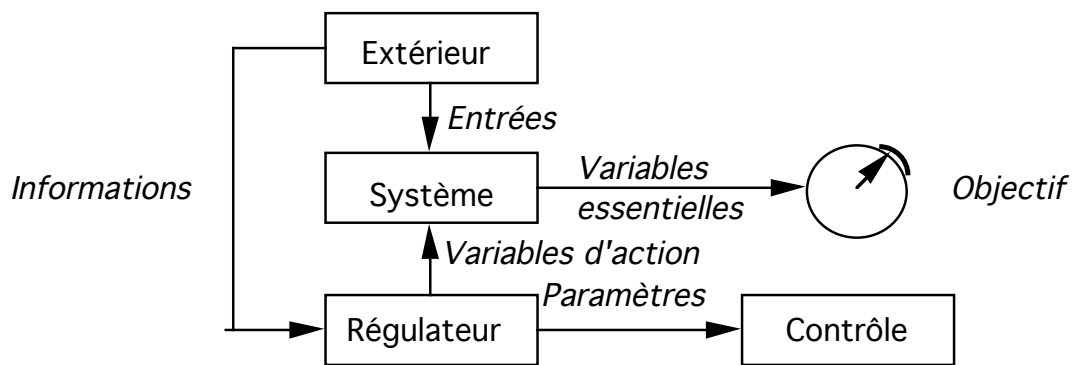 Extérieur
Entrées
Informations
Système
Variables
essentielles
Objectif
Variables d'action
Paramètres
Régulateur
Contrôle